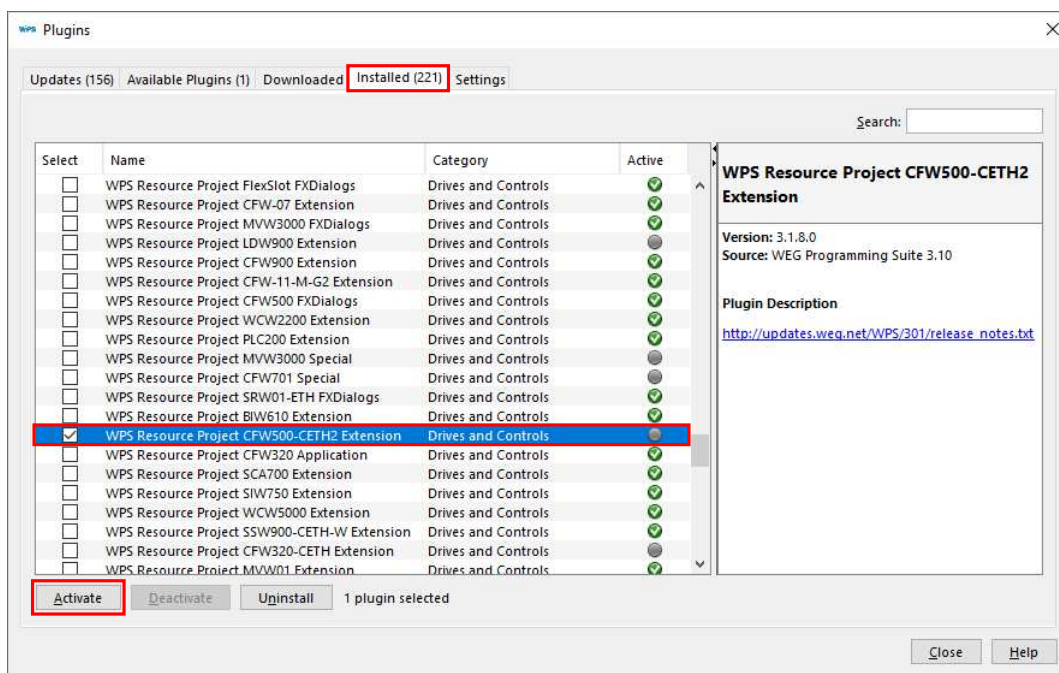 WPS Plugins
Updates (156) Available Plugins (1) Downloaded Installed (221) Settings
Search:
Select Name Category Active
WPS Resource Project FlexSlot FXDialogs Drives and Controls
WPS Resource Project CFW-07 Extension Drives and Controls
WPS Resource Project MVW3000 FXDialogs Drives and Controls
WPS Resource Project LDW900 Extension Drives and Controls
WPS Resource Project CFW900 Extension Drives and Controls
WPS Resource Project CFW-11-M-G2 Extension Drives and Controls
WPS Resource Project CFW500 FXDialogs Drives and Controls
WPS Resource Project WCW2200 Extension Drives and Controls
WPS Resource Project PLC200 Extension Drives and Controls
WPS Resource Project MVW3000 Special Drives and Controls
WPS Resource Project CFW701 Special Drives and Controls
WPS Resource Project SRW01-ETH FXDialogs Drives and Controls
WPS Resource Project BIW610 Extension Drives and Controls
WPS Resource Project CFW500-CETH2 Extension Drives and Controls
WPS Resource Project CFW320 Application Drives and Controls
WPS Resource Project SCA700 Extension Drives and Controls
WPS Resource Project SIW750 Extension Drives and Controls
WPS Resource Project WCW5000 Extension Drives and Controls
WPS Resource Project SSW900-CETH-W Extension Drives and Controls
WPS Resource Project CFW320-CETH Extension Drives and Controls
WPS Resource Project MVW01 Extension Drives and Controls
WPS Resource Project CFW500-CETH2
Extension
Version: 3.1.8.0
Source: WEG Programming Suite 3.10
Plugin Description
http://updates.weg.net/WPS/301/release_notes.txt
Activate Deactivate Uninstall 1 plugin selected
Close Help